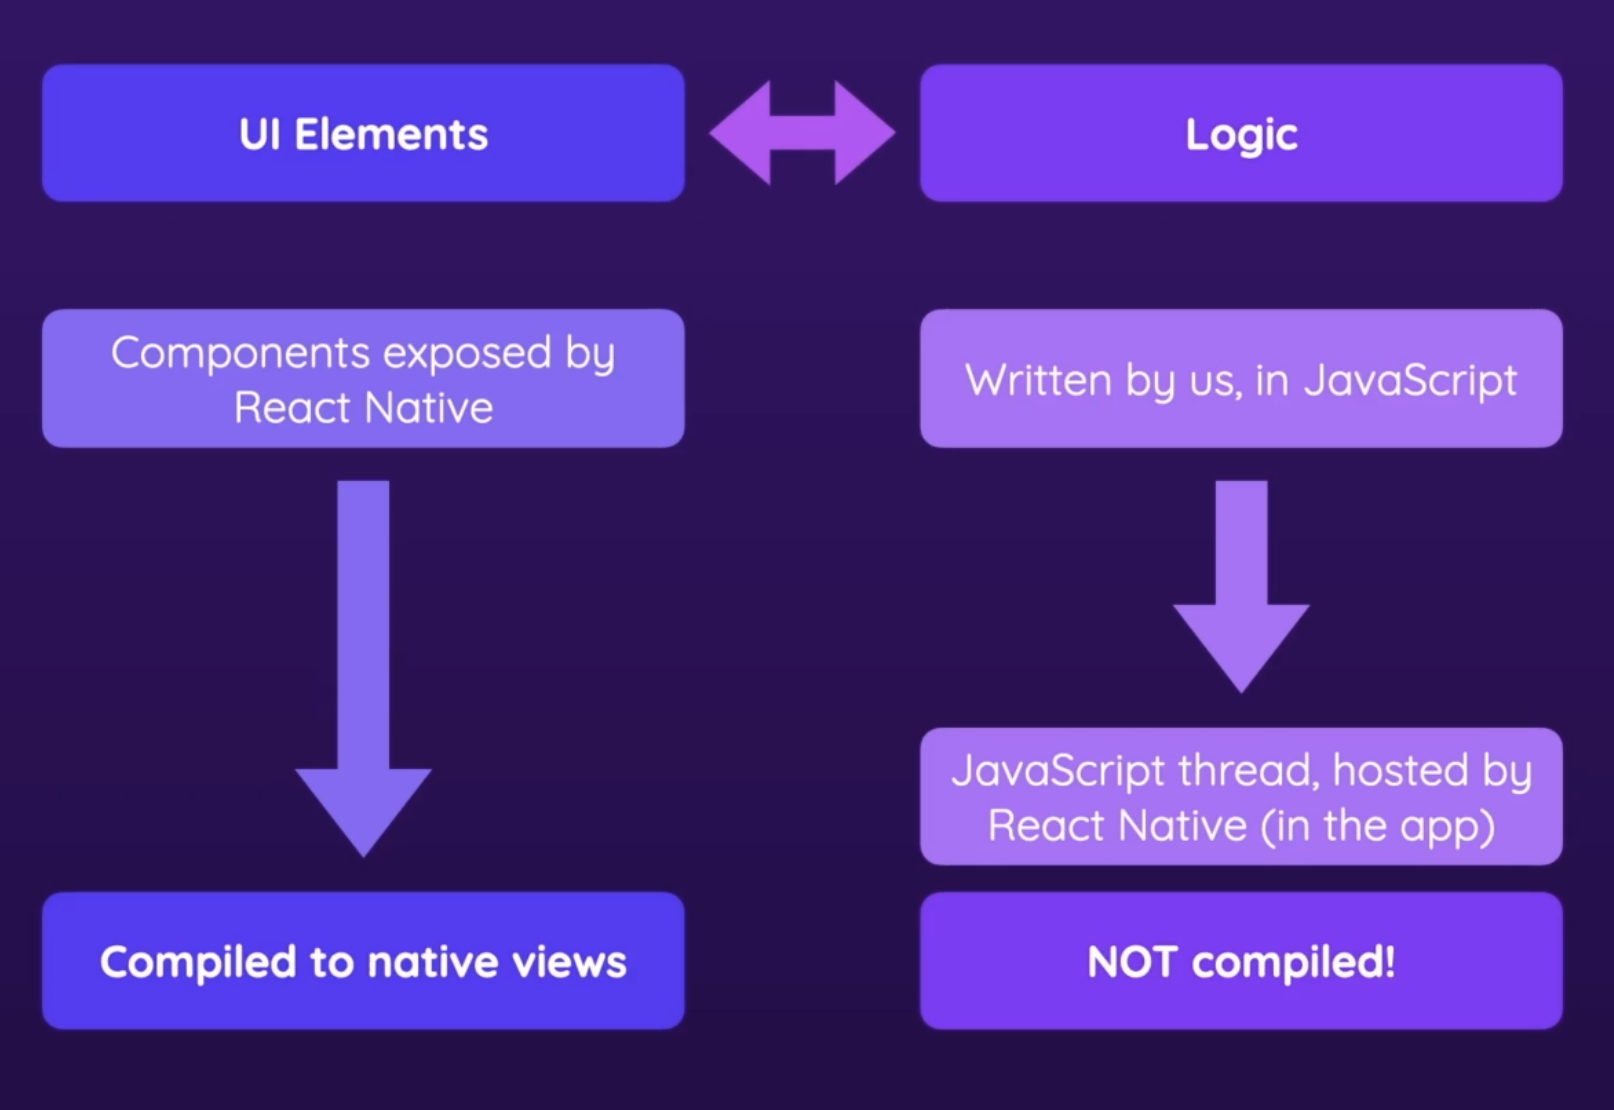 UI Elements
Logic
Components exposed by
React Native
Written by us, in JavaScript
JavaScript thread, hosted by
React Native (in the app)
Compiled to native views
NOT compiled!